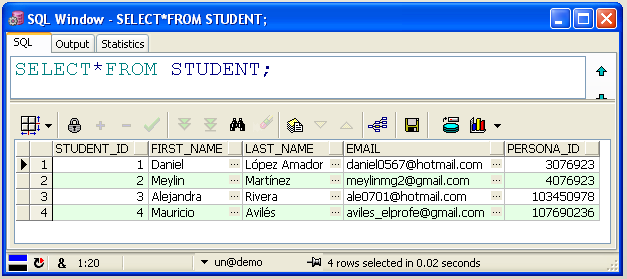 SQL Window - SELECT*FROM STUDENT;
SQL Output Statistics
SELECT*FROM STUDENT;
STUDENT_ID FIRST_NAME LAST_NAME EMAIL PERSONA_ID
1 1 Daniel ... López Amador ... daniel0567@hotmail.com ... 3076923
2 2 Meylin ... Martínez ... meylinmg2@gmail.com ... 4076923
3 3 Alejandra ... Rivera ... ale0701@hotmail.com ... 103450978
4 4 Mauricio ... Avilés ... aviles_elprofe@gmail.com ... 107690236
& 1:20 un@demo 4 rows selected in 0.02 seconds